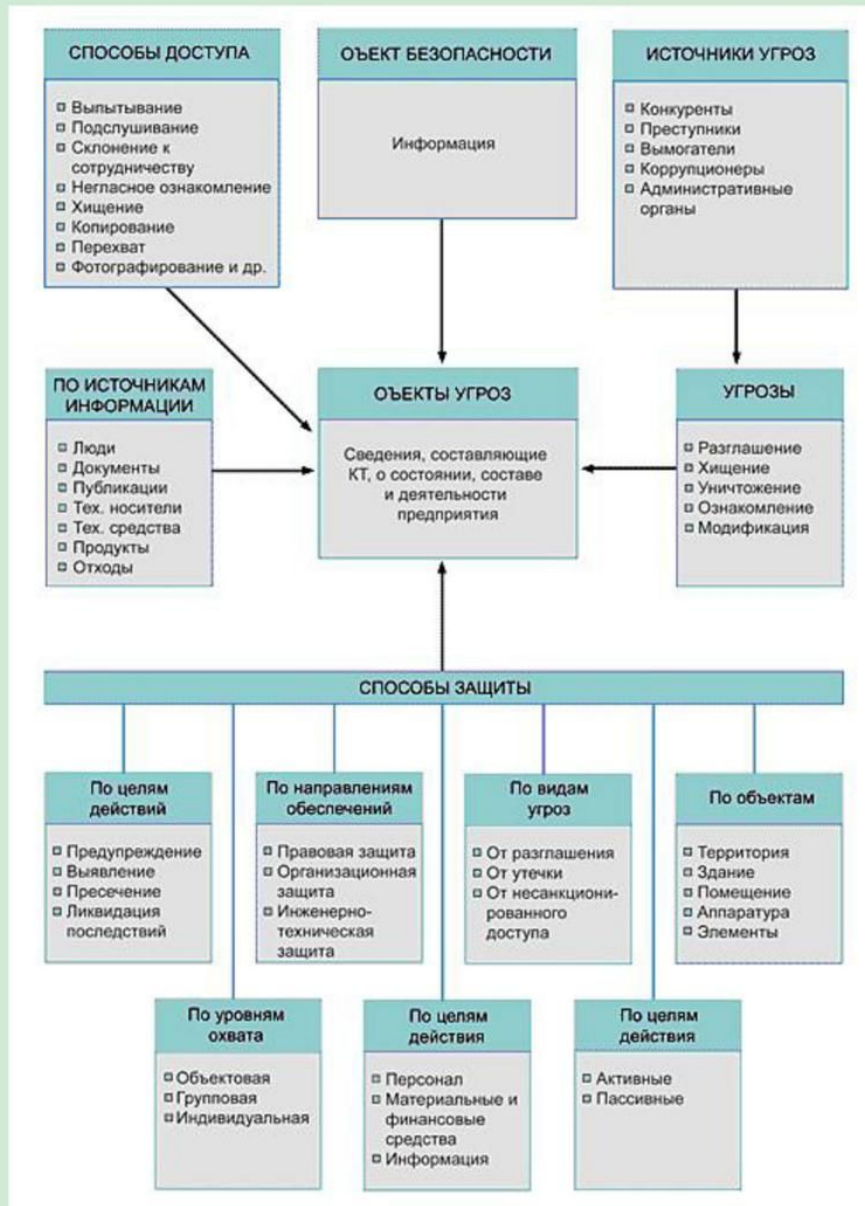 СПОСОБЫ ДОСТУПА
Выпытывание
Подслушивание
Склонение к
сотрудничеству
Негласное ознакомление
Хищение
Копирование
Перехват
Фотографирование и др.
ОЪЕКТ БЕЗОПАСНОСТИ
Информация
ИСТОЧНИКИ УГРОЗ
Конкуренты
Преступники
Вымогатели
Коррупционеры
Административные
органы
ПО ИСТОЧНИКАМ
ИНФОРМАЦИИ
Люди
Документы
Публикации
Тех. носители
Тех. средства
Продукты
Отходы
ОЪЕКТЫ УГРОЗ
Сведения, составляющие
КТ, о состоянии, составе
и деятельности
предприятия
УГРОЗЫ
Разглашение
Хищение
Уничтожение
Ознакомление
Модификация
СПОСОБЫ ЗАЩИТЫ
По целям
действий
Предупреждение
Выявление
Пресечение
Ликвидация
последствий
По направлениям
обеспечений
Правовая защита
Организационная
защита
Инженерно-
техническая
защита
По видам
угроз
От разглашения
От утечки
От несанкциони-
рованного
доступа
По объектам
Территория
Здание
Помещение
Аппаратура
Элементы
По уровням
охвата
Объектовая
Групповая
Индивидуальная
По целям
действия
Персонал
Материальные и
финансовые
средства
Информация
По целям
действия
Активные
Пассивные